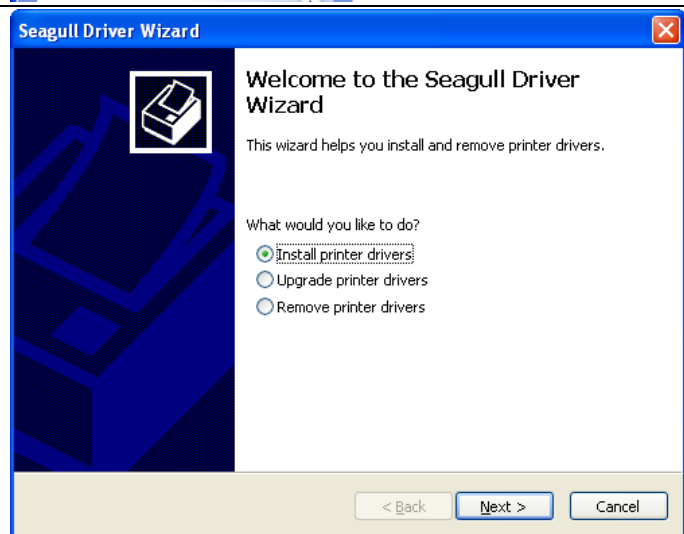 Seagull Driver Wizard
Welcome to the Seagull Driver
Wizard
This wizard helps you install and remove printer drivers.
What would you like to do?
Install printer drivers
Upgrade printer drivers
Remove printer drivers
< Back
Next >
Cancel